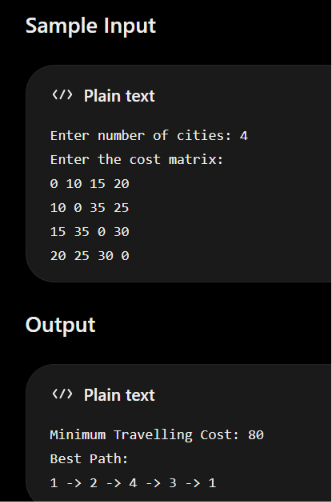 Sample Input
</> Plain text
Enter number of cities: 4
Enter the cost matrix:
0 10 15 20
10 0 35 25
15 35 0 30
20 25 30 0
Output
</> Plain text
Minimum Travelling Cost: 80
Best Path:
1 -> 2 -> 4 -> 3 -> 1